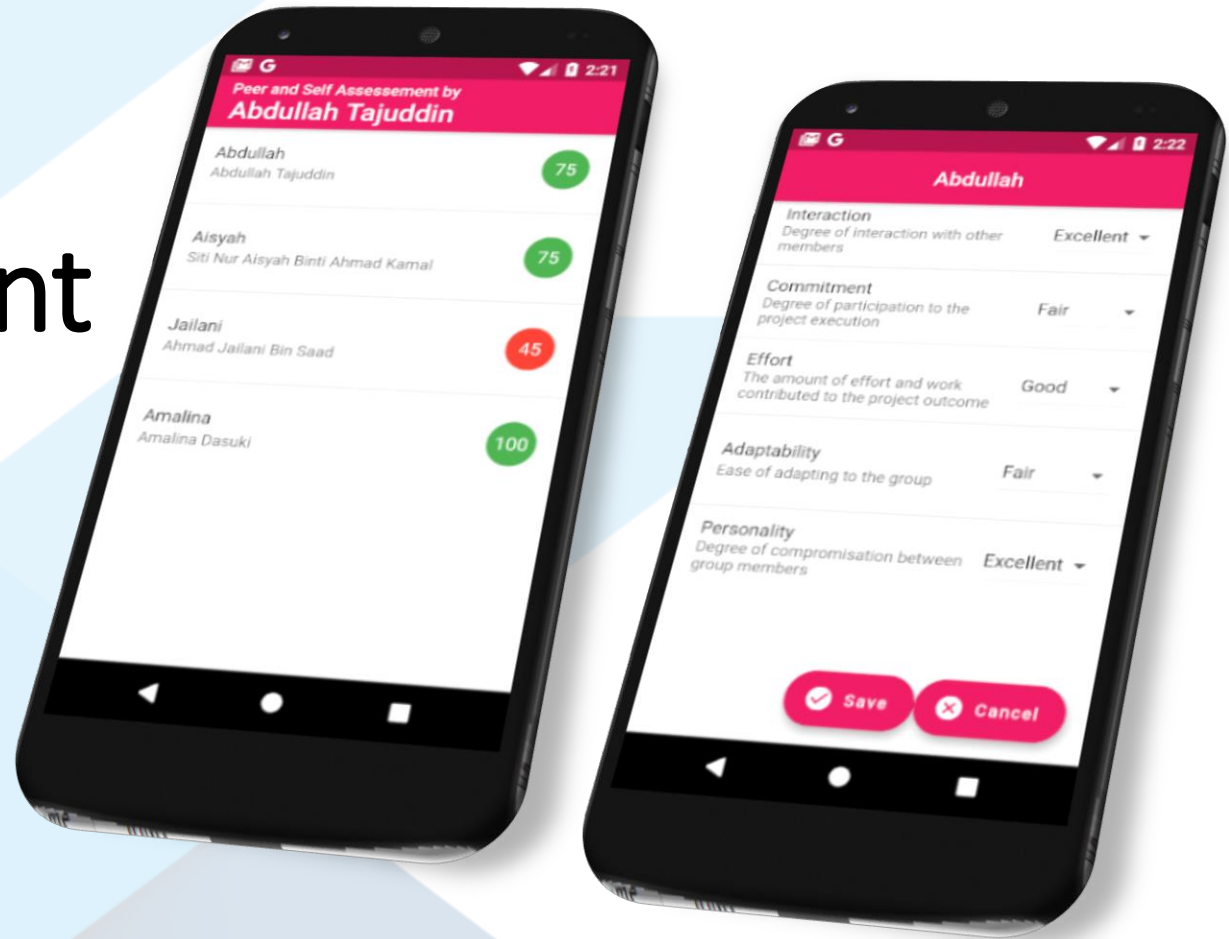 nt
G
2:21
Peer and Self Assessement by
Abdullah Tajuddin
Abdullah
Abdullah Tajuddin
75
Aisyah
Siti Nur Aisyah Binti Ahmad Kamal
75
Jailani
Ahmad Jailani Bin Saad
45
Amalina
Amalina Dasuki
100
G
2:22
Abdullah
Interaction
Degree of interaction with other
members
Excellent
Commitment
Degree of participation to the
project execution
Fair
Effort
The amount of effort and work
contributed to the project outcome
Good
Adaptability
Ease of adapting to the group
Fair
Personality
Degree of compromisation between
group members
Excellent
Save
Cancel